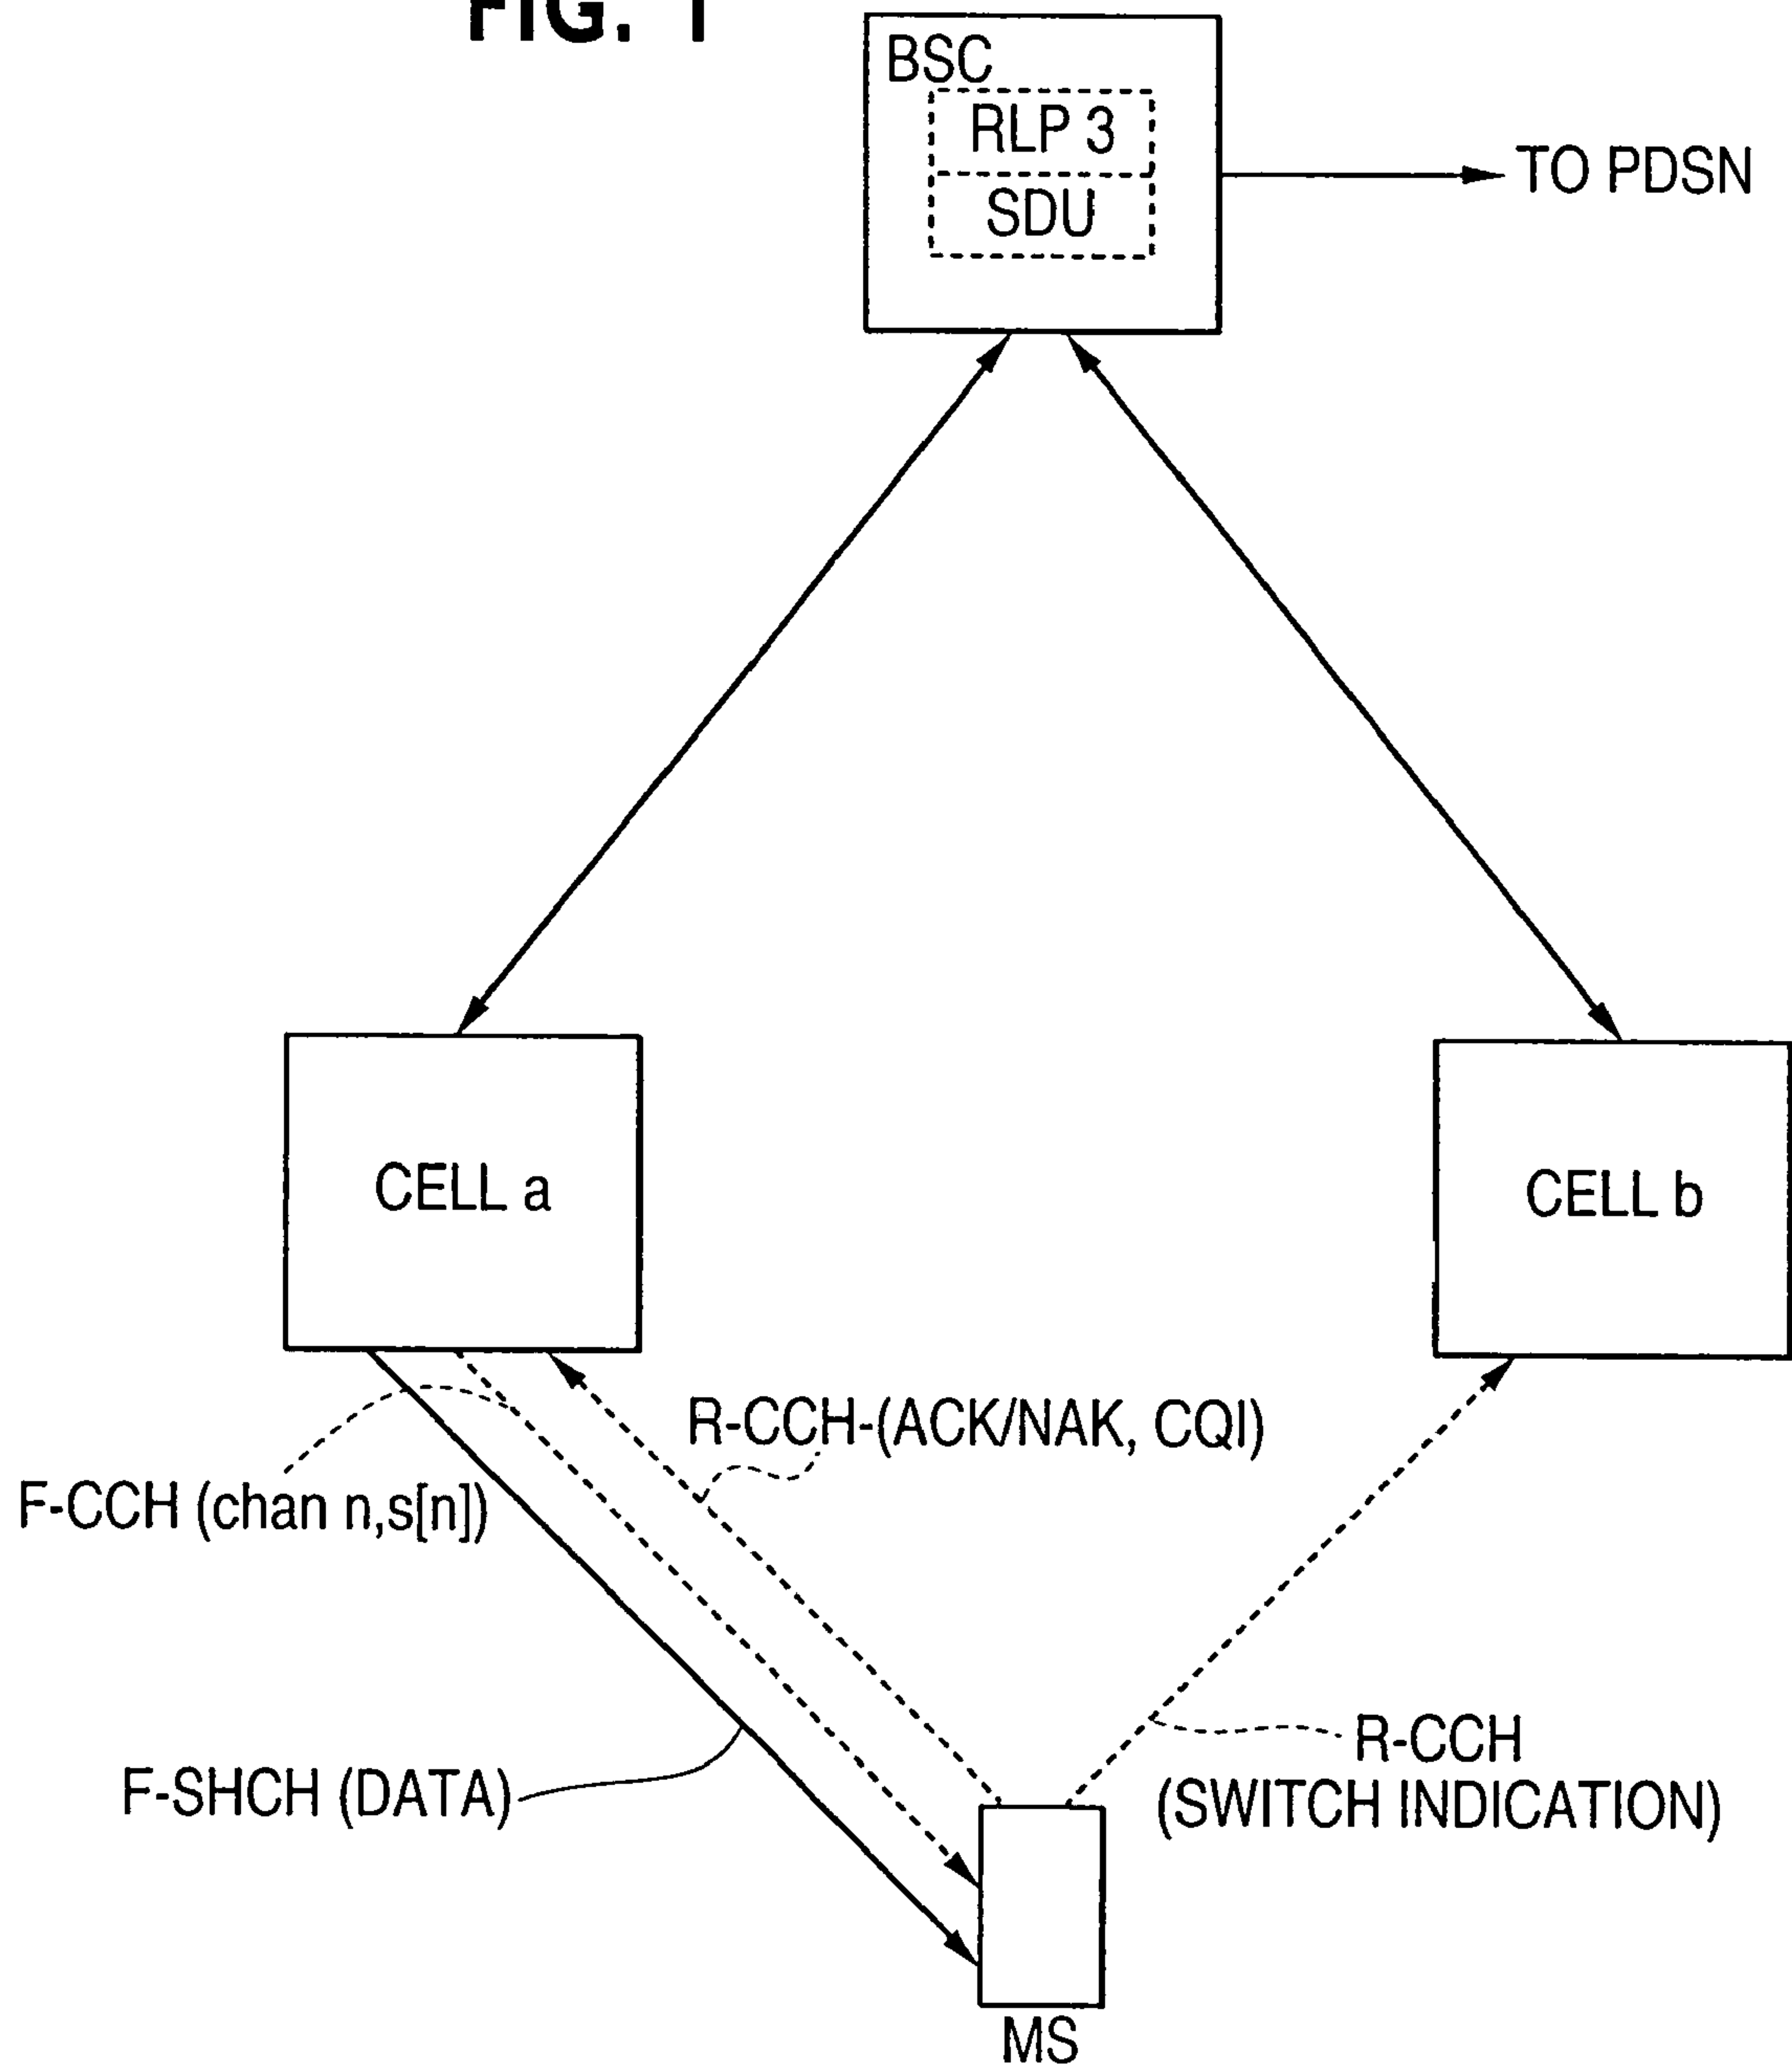 FIG. 1
BSC
RLP 3
SDU
TO PDSN
CELL a
CELL b
R-CCH-(ACK/NAK, CQI)
F-CCH (chan n,s[n])
F-SHCH (DATA)
R-CCH
(SWITCH INDICATION)
MS